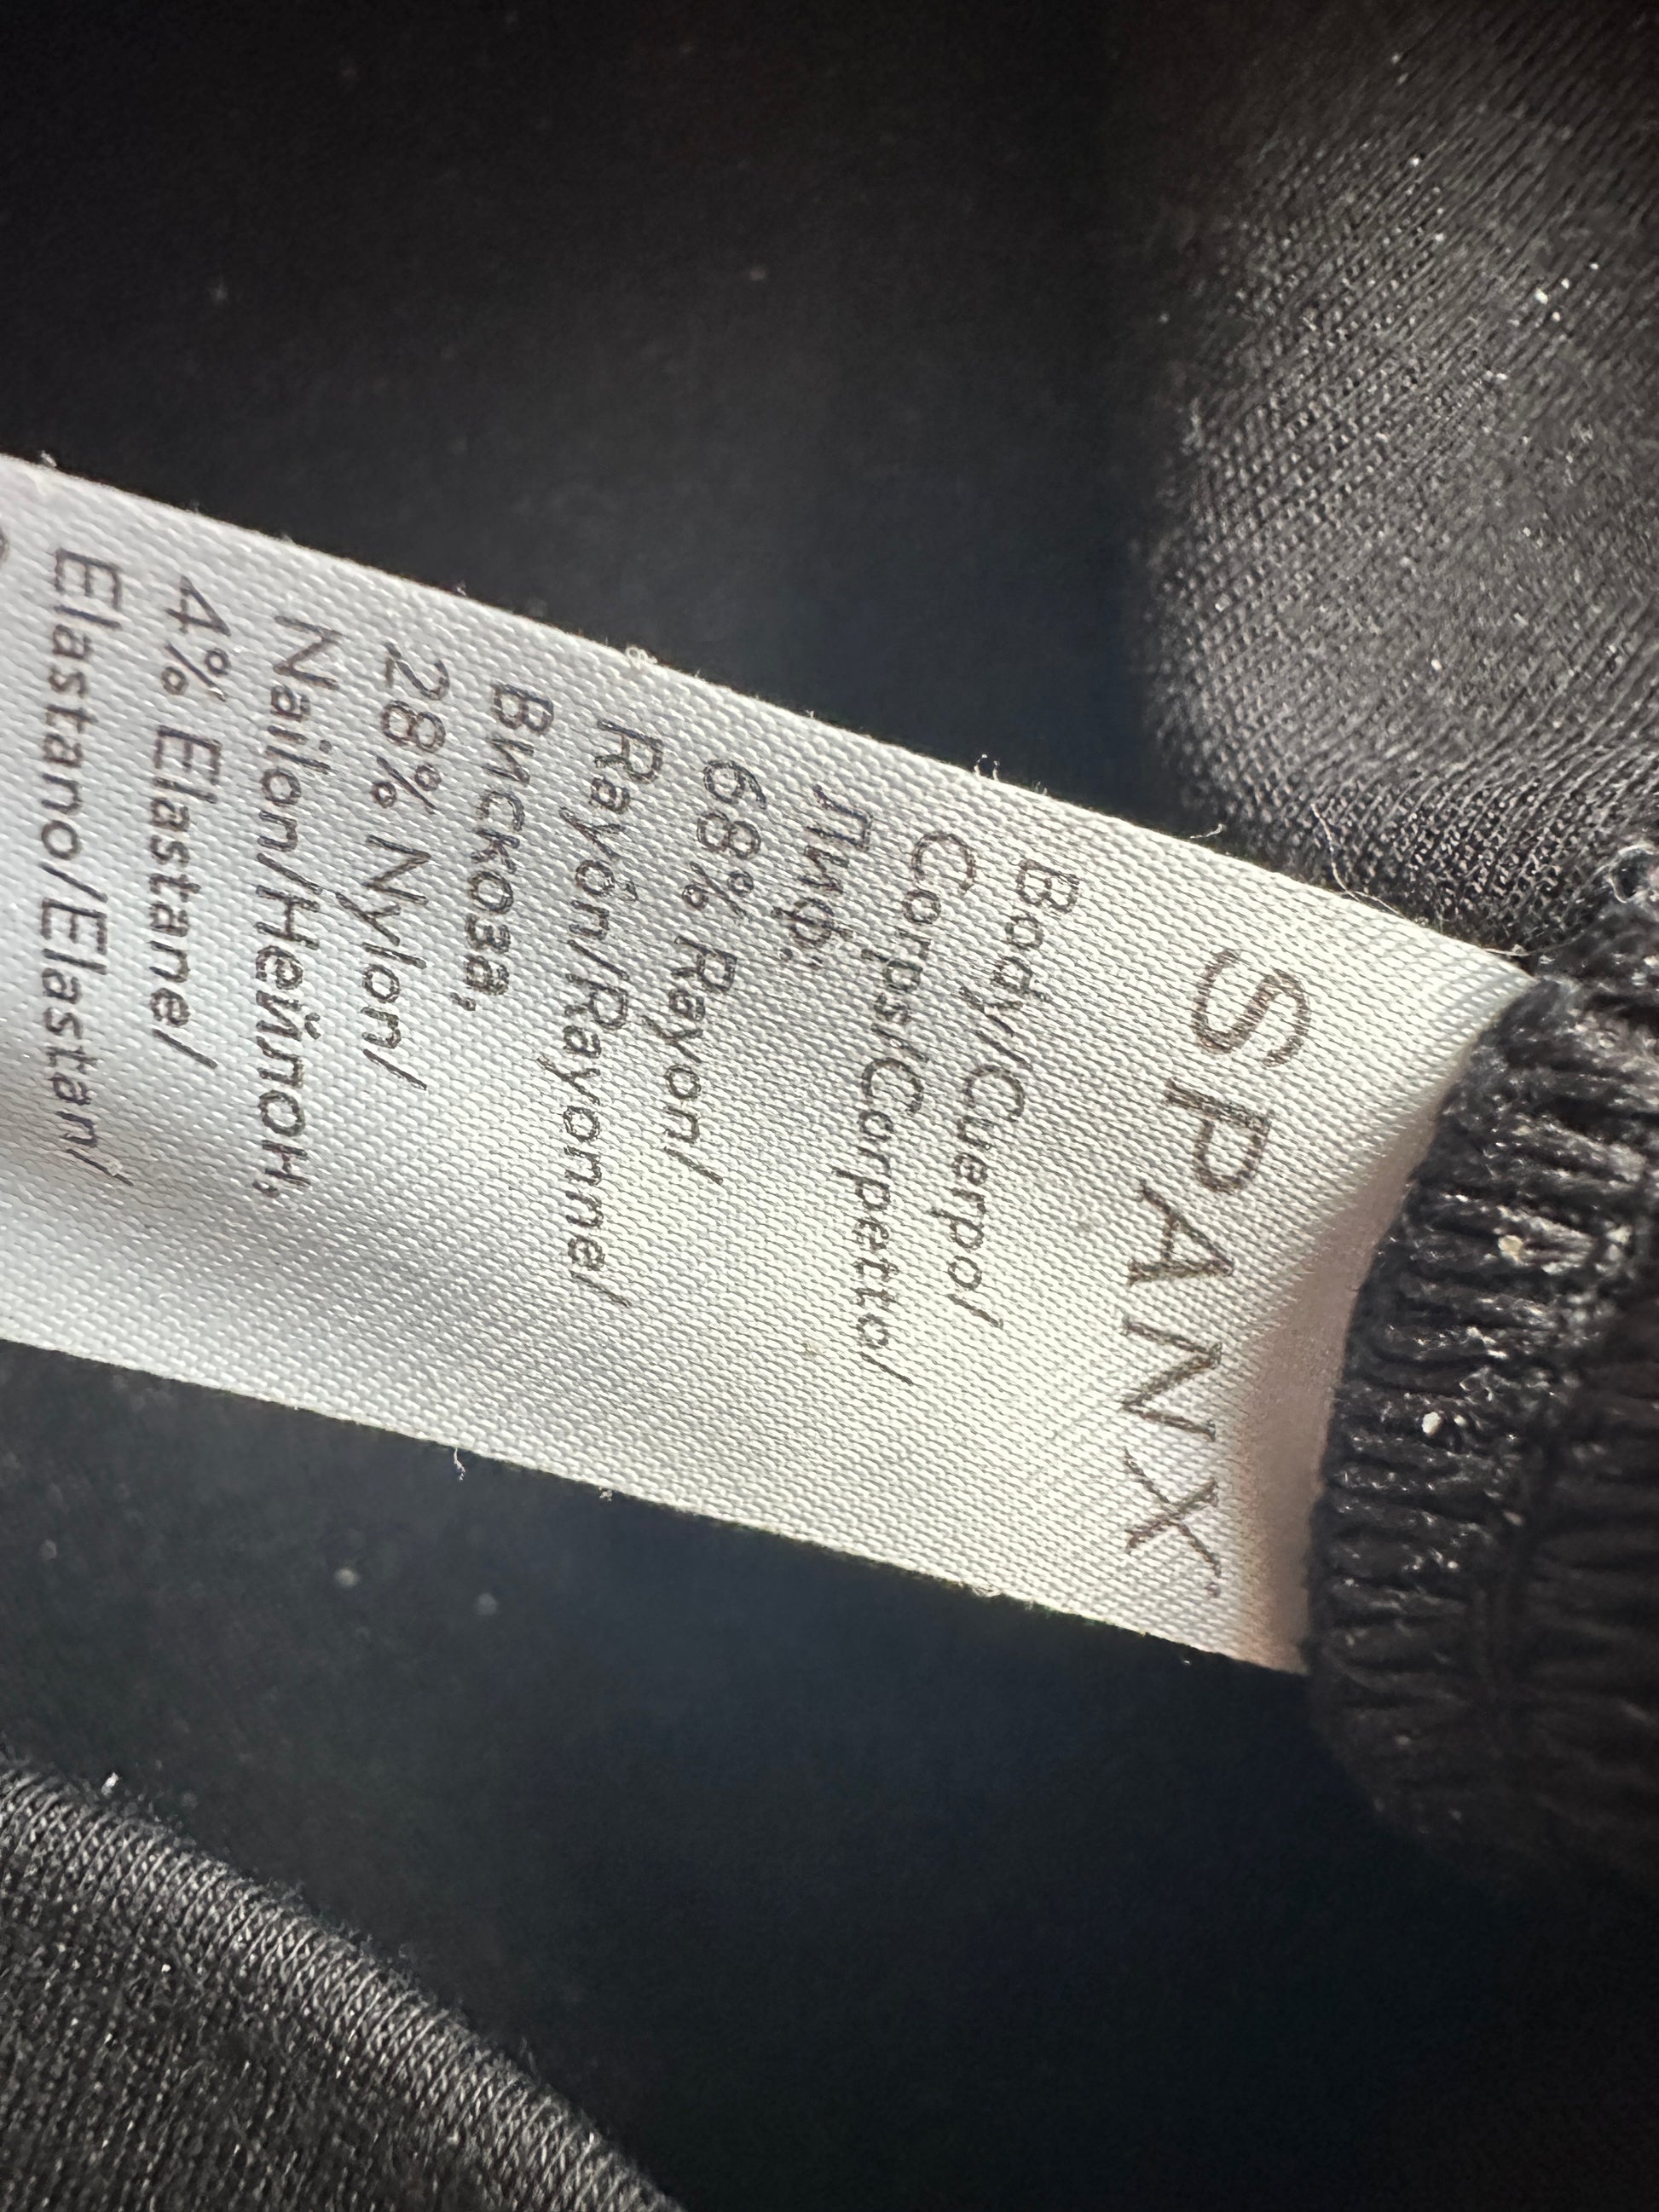 SPANX
Body/Cuerpo/
Corps/Corpetto/
Лиф:
68% Rayon/
Rayón/Rayonne/
Вискоза,
28% Nylon/
Nailon/Нейлон,
4% Elastane/
Elastano/Elastan/